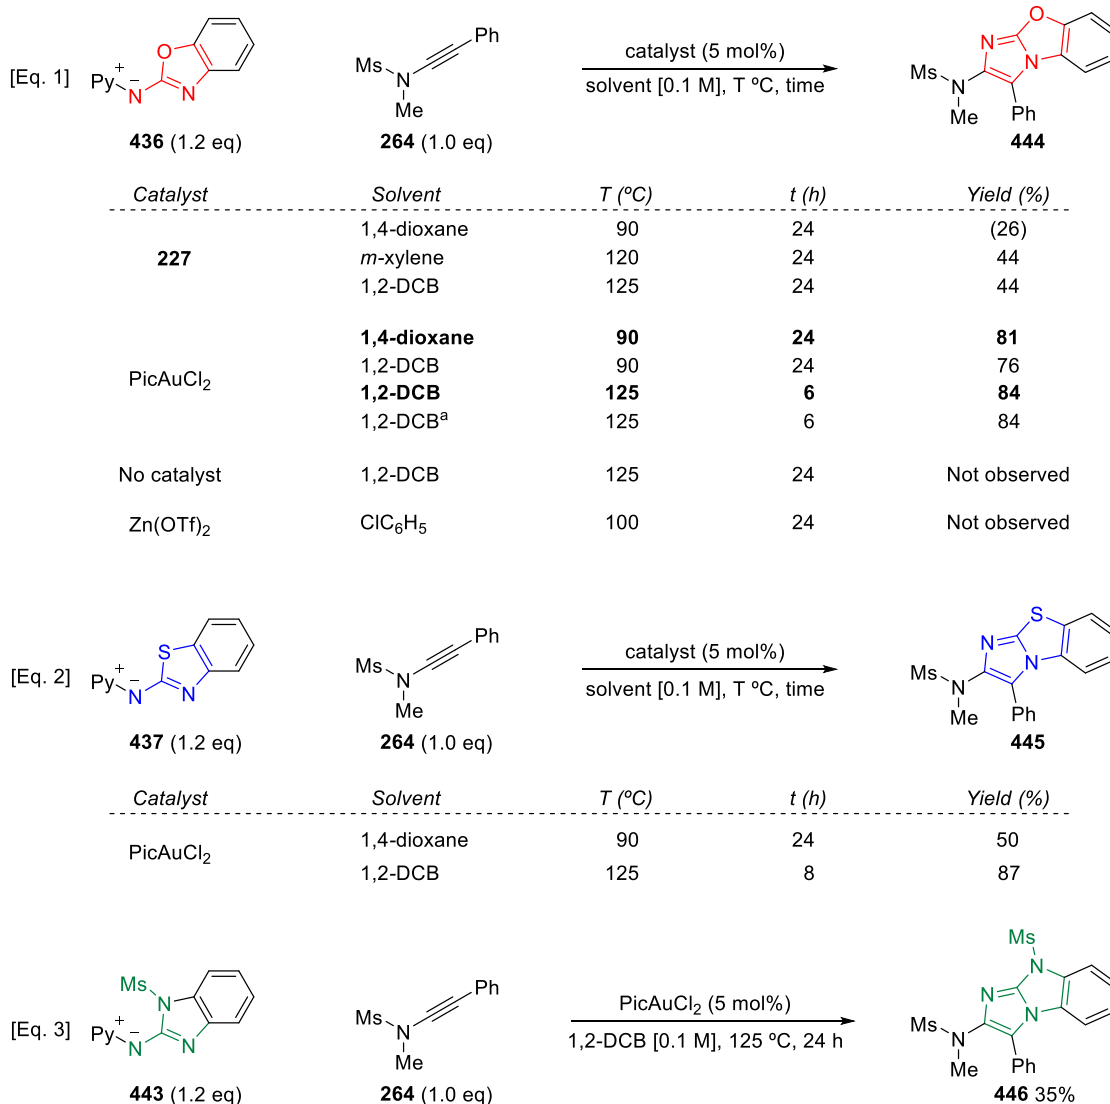 [Eq. 1]
Py + − N O N
436 (1.2 eq)
Ms N Me Ph
264 (1.0 eq)
catalyst (5 mol%)
solvent [0.1 M], T ºC, time
O N N Ms N Me Ph
444
Catalyst Solvent T (ºC) t (h) Yield (%)
1,4-dioxane 90 24 (26)
227 m-xylene 120 24 44
1,2-DCB 125 24 44
1,4-dioxane 90 24 81
PicAuCl2 1,2-DCB 90 24 76
1,2-DCB 125 6 84
1,2-DCBa 125 6 84
No catalyst 1,2-DCB 125 24 Not observed
Zn(OTf)2 ClC6H5 100 24 Not observed
[Eq. 2]
Py + − N S N
437 (1.2 eq)
Ms N Me Ph
264 (1.0 eq)
catalyst (5 mol%)
solvent [0.1 M], T ºC, time
S N N Ms N Me Ph
445
Catalyst Solvent T (ºC) t (h) Yield (%)
PicAuCl2 1,4-dioxane 90 24 50
1,2-DCB 125 8 87
[Eq. 3]
Ms N Py + − N N
443 (1.2 eq)
Ms N Me Ph
264 (1.0 eq)
PicAuCl2 (5 mol%)
1,2-DCB [0.1 M], 125 ºC, 24 h
Ms N N N Ms N Me Ph
446 35%